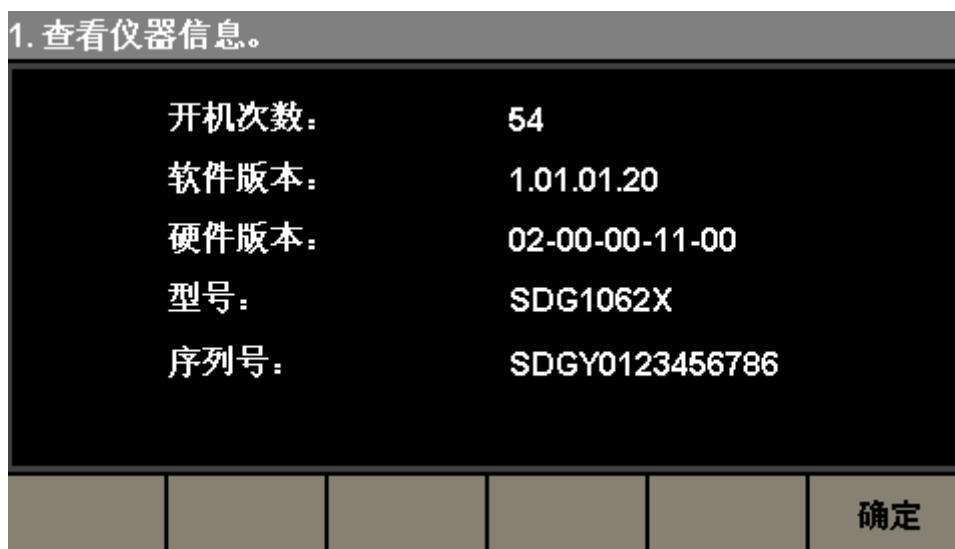 1. 查看仪器信息。
开机次数： 54
软件版本： 1.01.01.20
硬件版本： 02-00-00-11-00
型号： SDG1062X
序列号： SDGY0123456786
确定